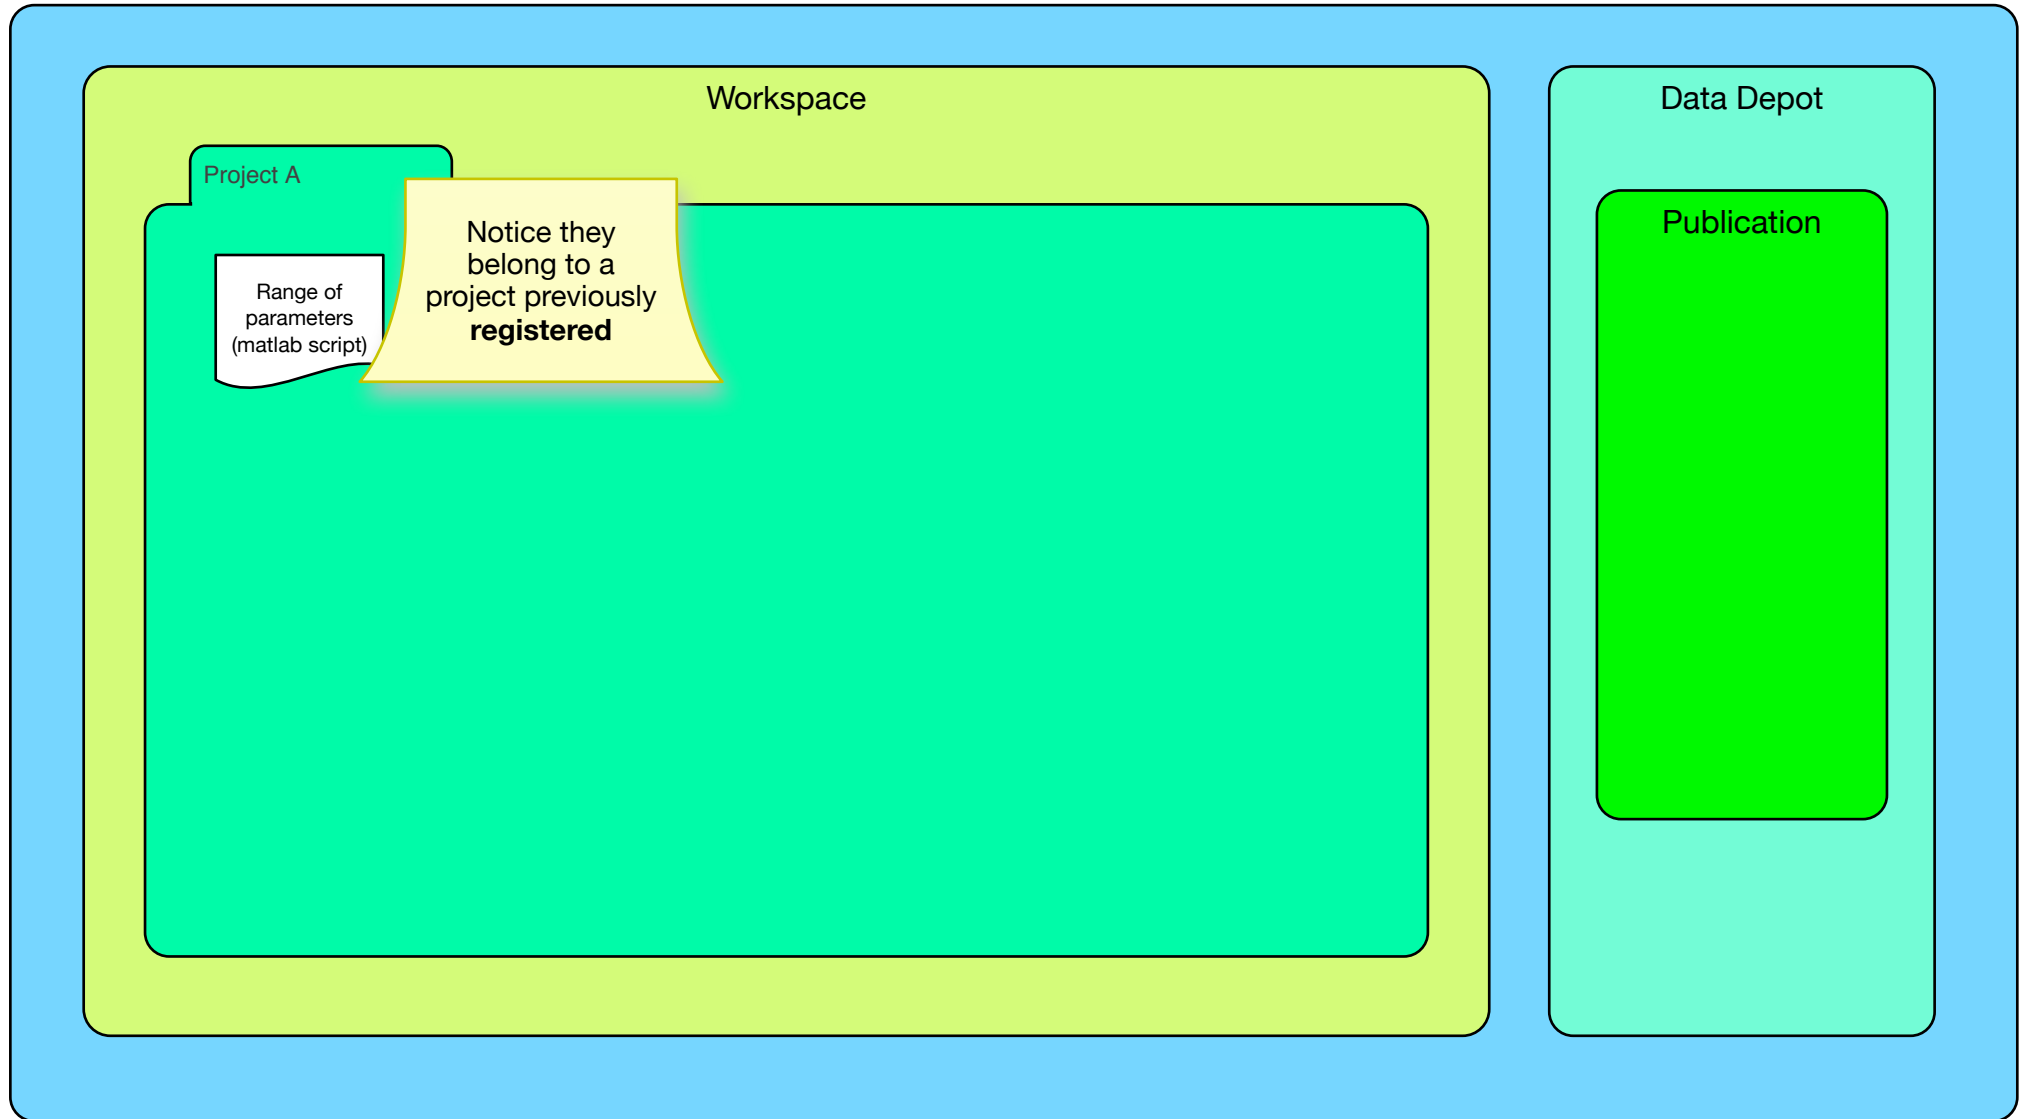 Workspace
Data Depot
Project A
Publication
Notice they
belong to a
project previously
registered
Range of
parameters
(matlab script)